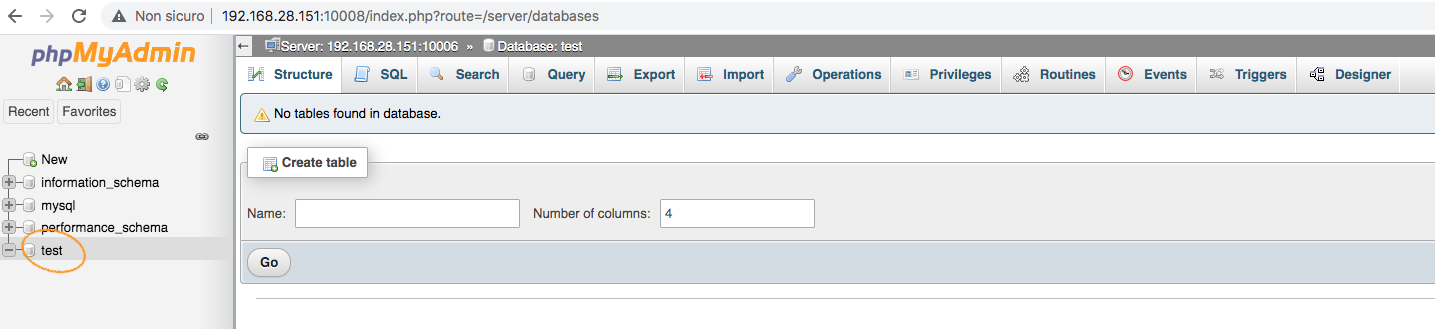 Non sicuro 192.168.28.151:10008/index.php?route=/server/databases
phpMyAdmin
Recent Favorites
New
information_schema
mysql
performance_schema
test
Server: 192.168.28.151:10006 » Database: test
Structure SQL Search Query Export Import Operations Privileges Routines Events Triggers Designer
No tables found in database.
Create table
Name: Number of columns: 4
Go